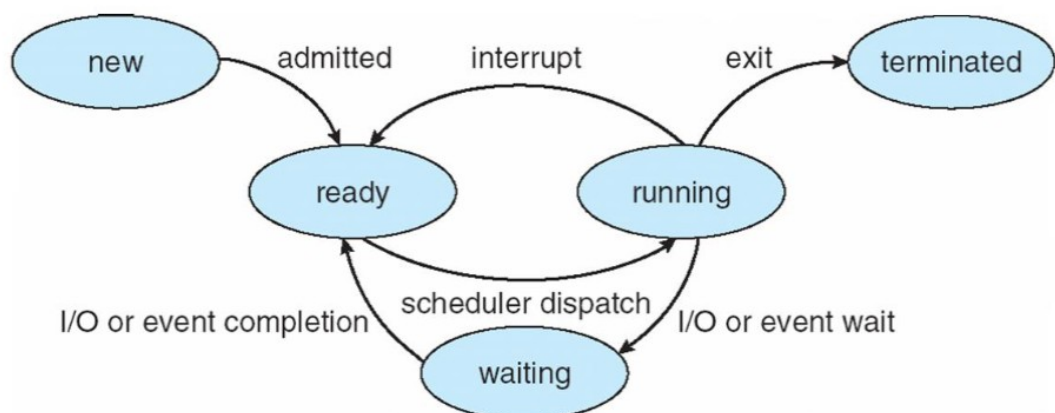 new
admitted
interrupt
exit
terminated
ready
running
scheduler dispatch
I/O or event completion
I/O or event wait
waiting